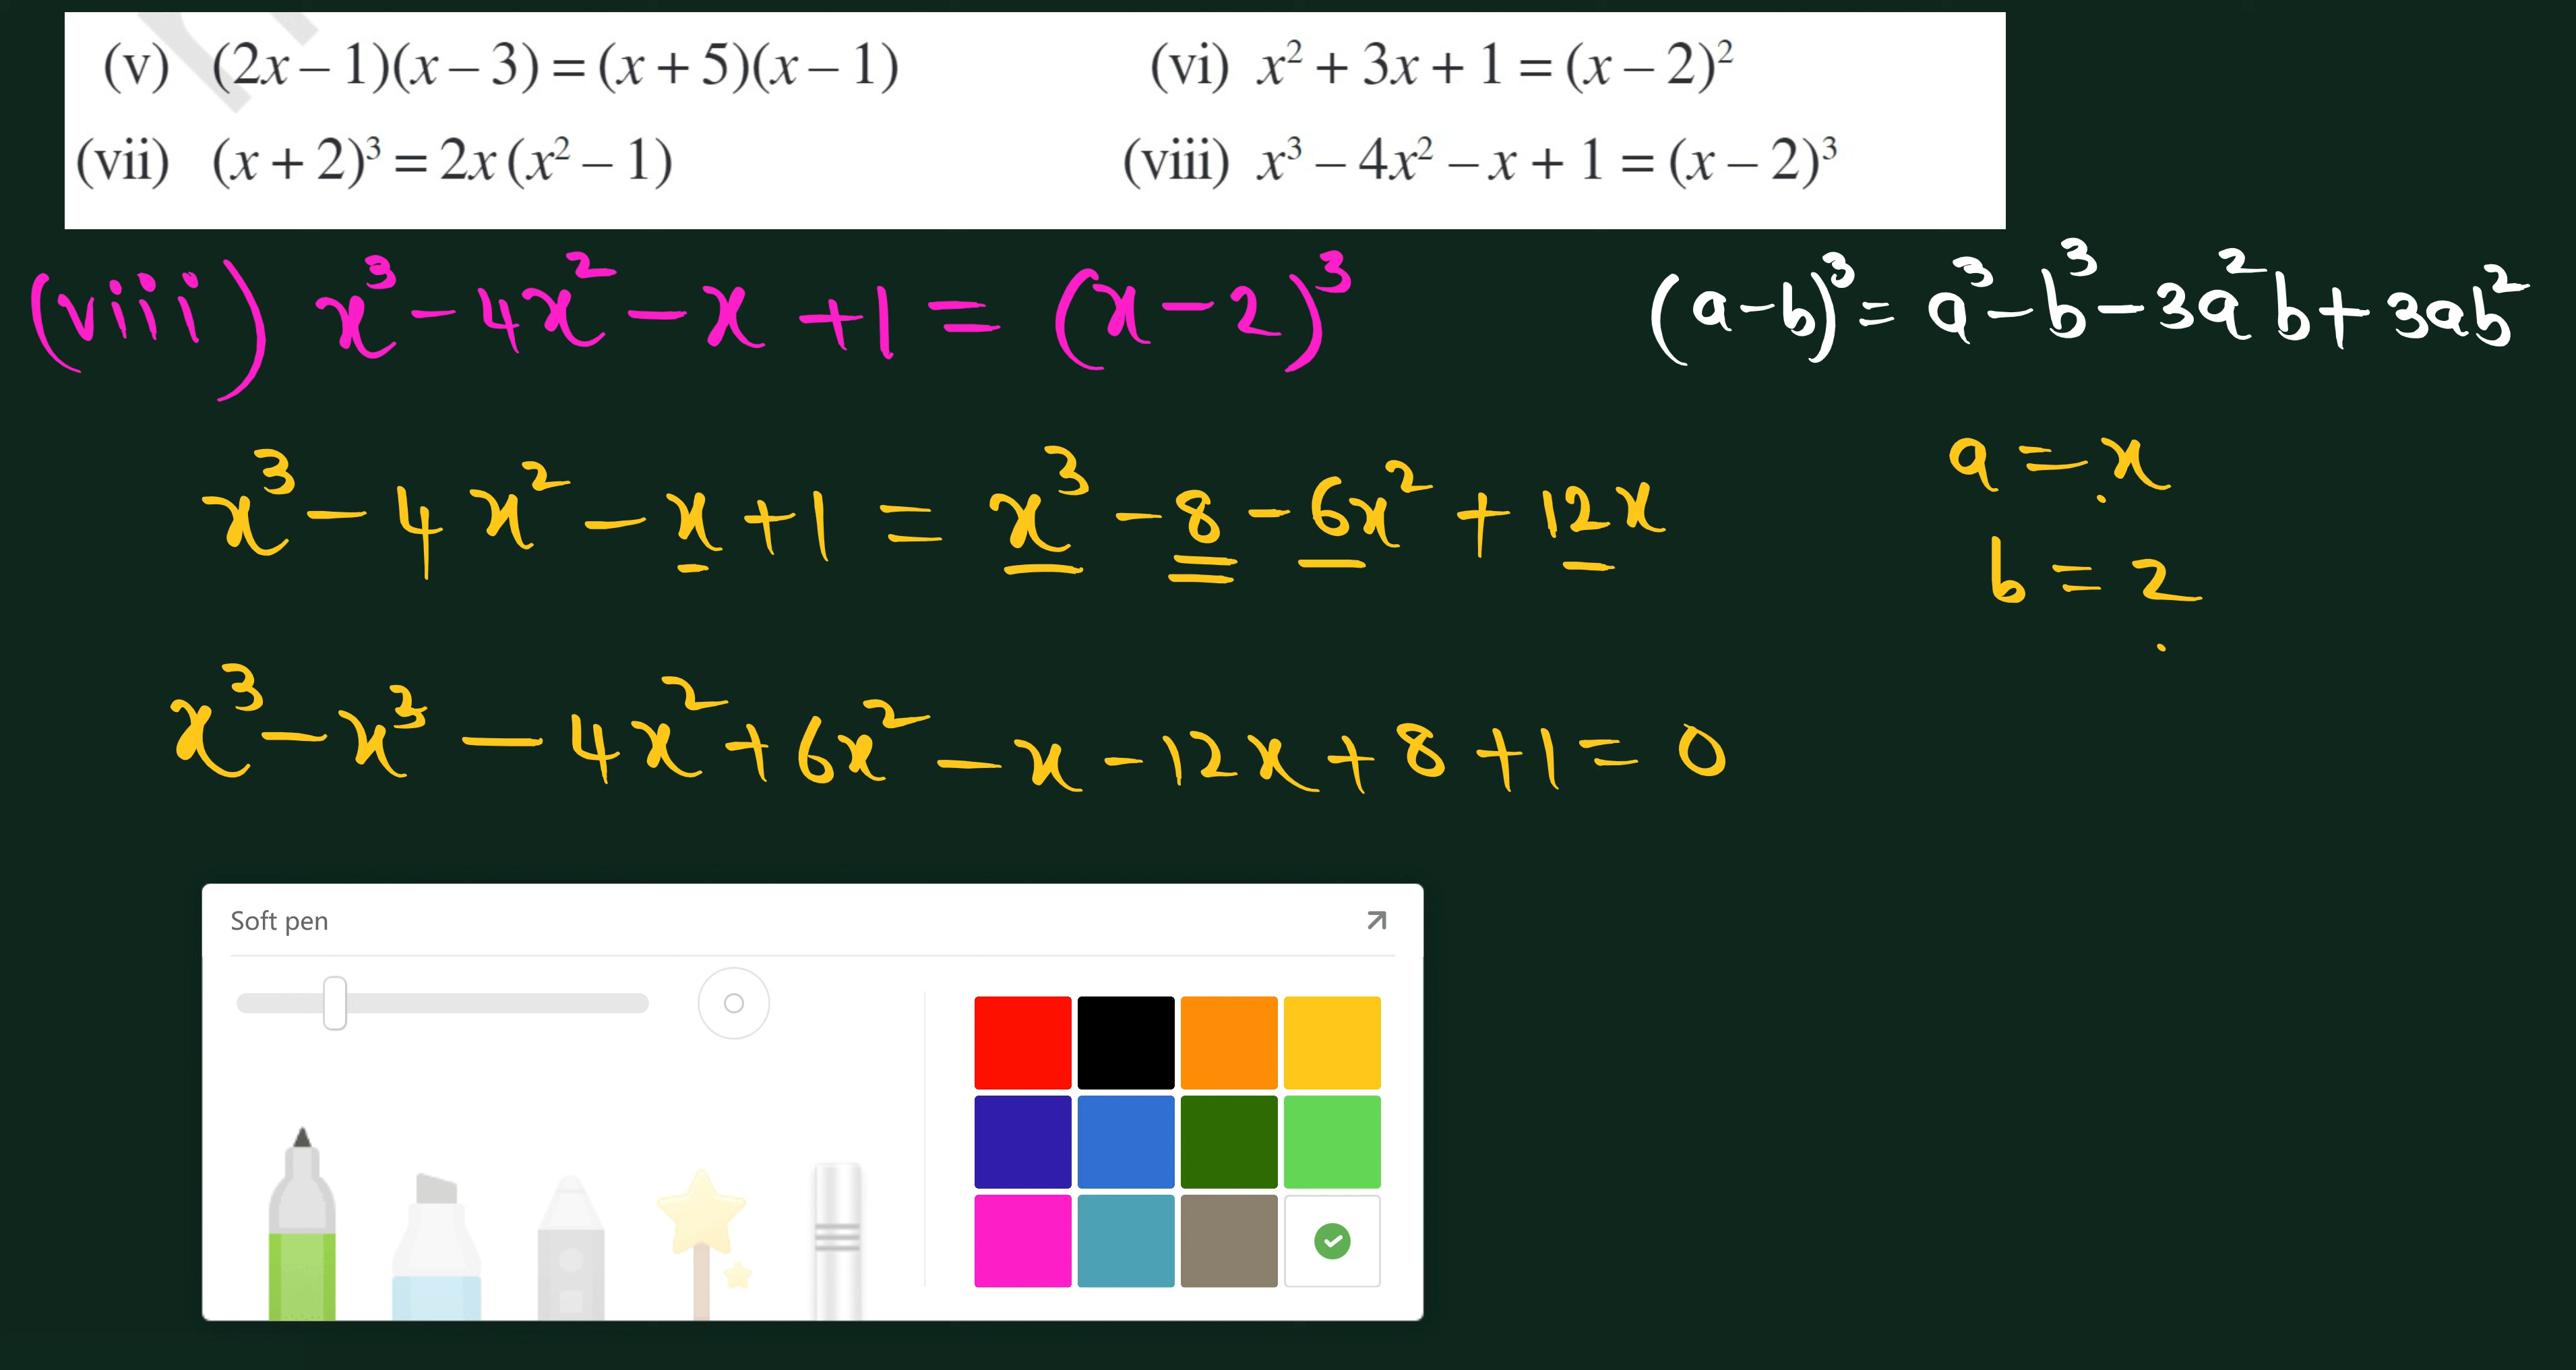 (v) (2x – 1)(x – 3) = (x + 5)(x – 1) (vi) x² + 3x + 1 = (x – 2)²
(vii) (x + 2)³ = 2x (x² – 1) (viii) x³ – 4x² – x + 1 = (x – 2)³
(viii) x³ – 4x² – x + 1 = (x – 2)³ (a – b)³ = a³ – b³ – 3a²b + 3ab²
x³ – 4x² – x + 1 = x³ – 8 – 6x² + 12x a = x
b = 2
x³ – x³ – 4x² + 6x² – x – 12x + 8 + 1 = 0
Soft pen